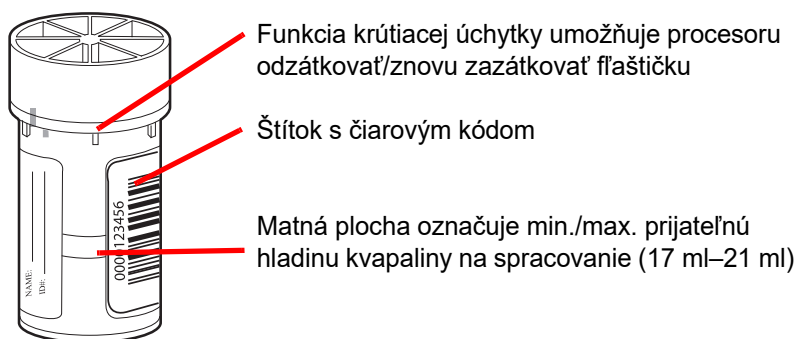 Funkcia krútiacej úchytky umožňuje procesoru
odzátkovať/znovu zazátkovať fľaštičku
Štítok s čiarovým kódom
Matná plocha označuje min./max. prijateľnú
hladinu kvapaliny na spracovanie (17 ml–21 ml)
NAME:
ID#:
0000123456